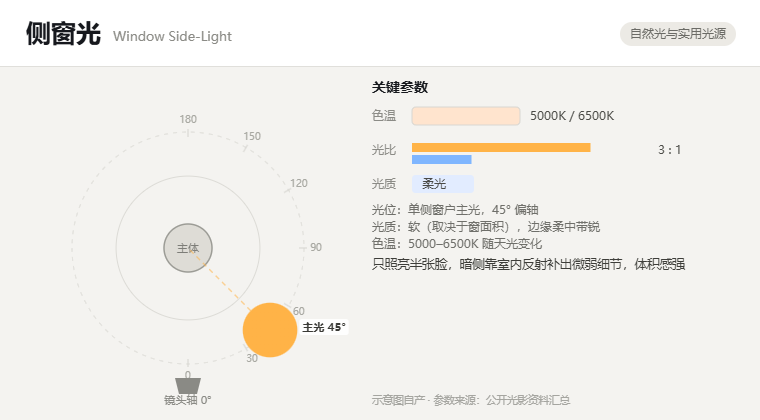 侧窗光 Window Side-Light
自然光与实用光源
关键参数
色温 5000K / 6500K
光比 3 : 1
光质 柔光
光位: 单侧窗户主光，45° 偏轴
光质: 软（取决于窗面积），边缘柔中带锐
色温: 5000–6500K 随天光变化
只照亮半张脸，暗侧靠室内反射补出微弱细节，体积感强
180
150
120
90
60
30
0
主体
主光 45°
镜头轴 0°
示意图自产 · 参数来源：公开光影资料汇总